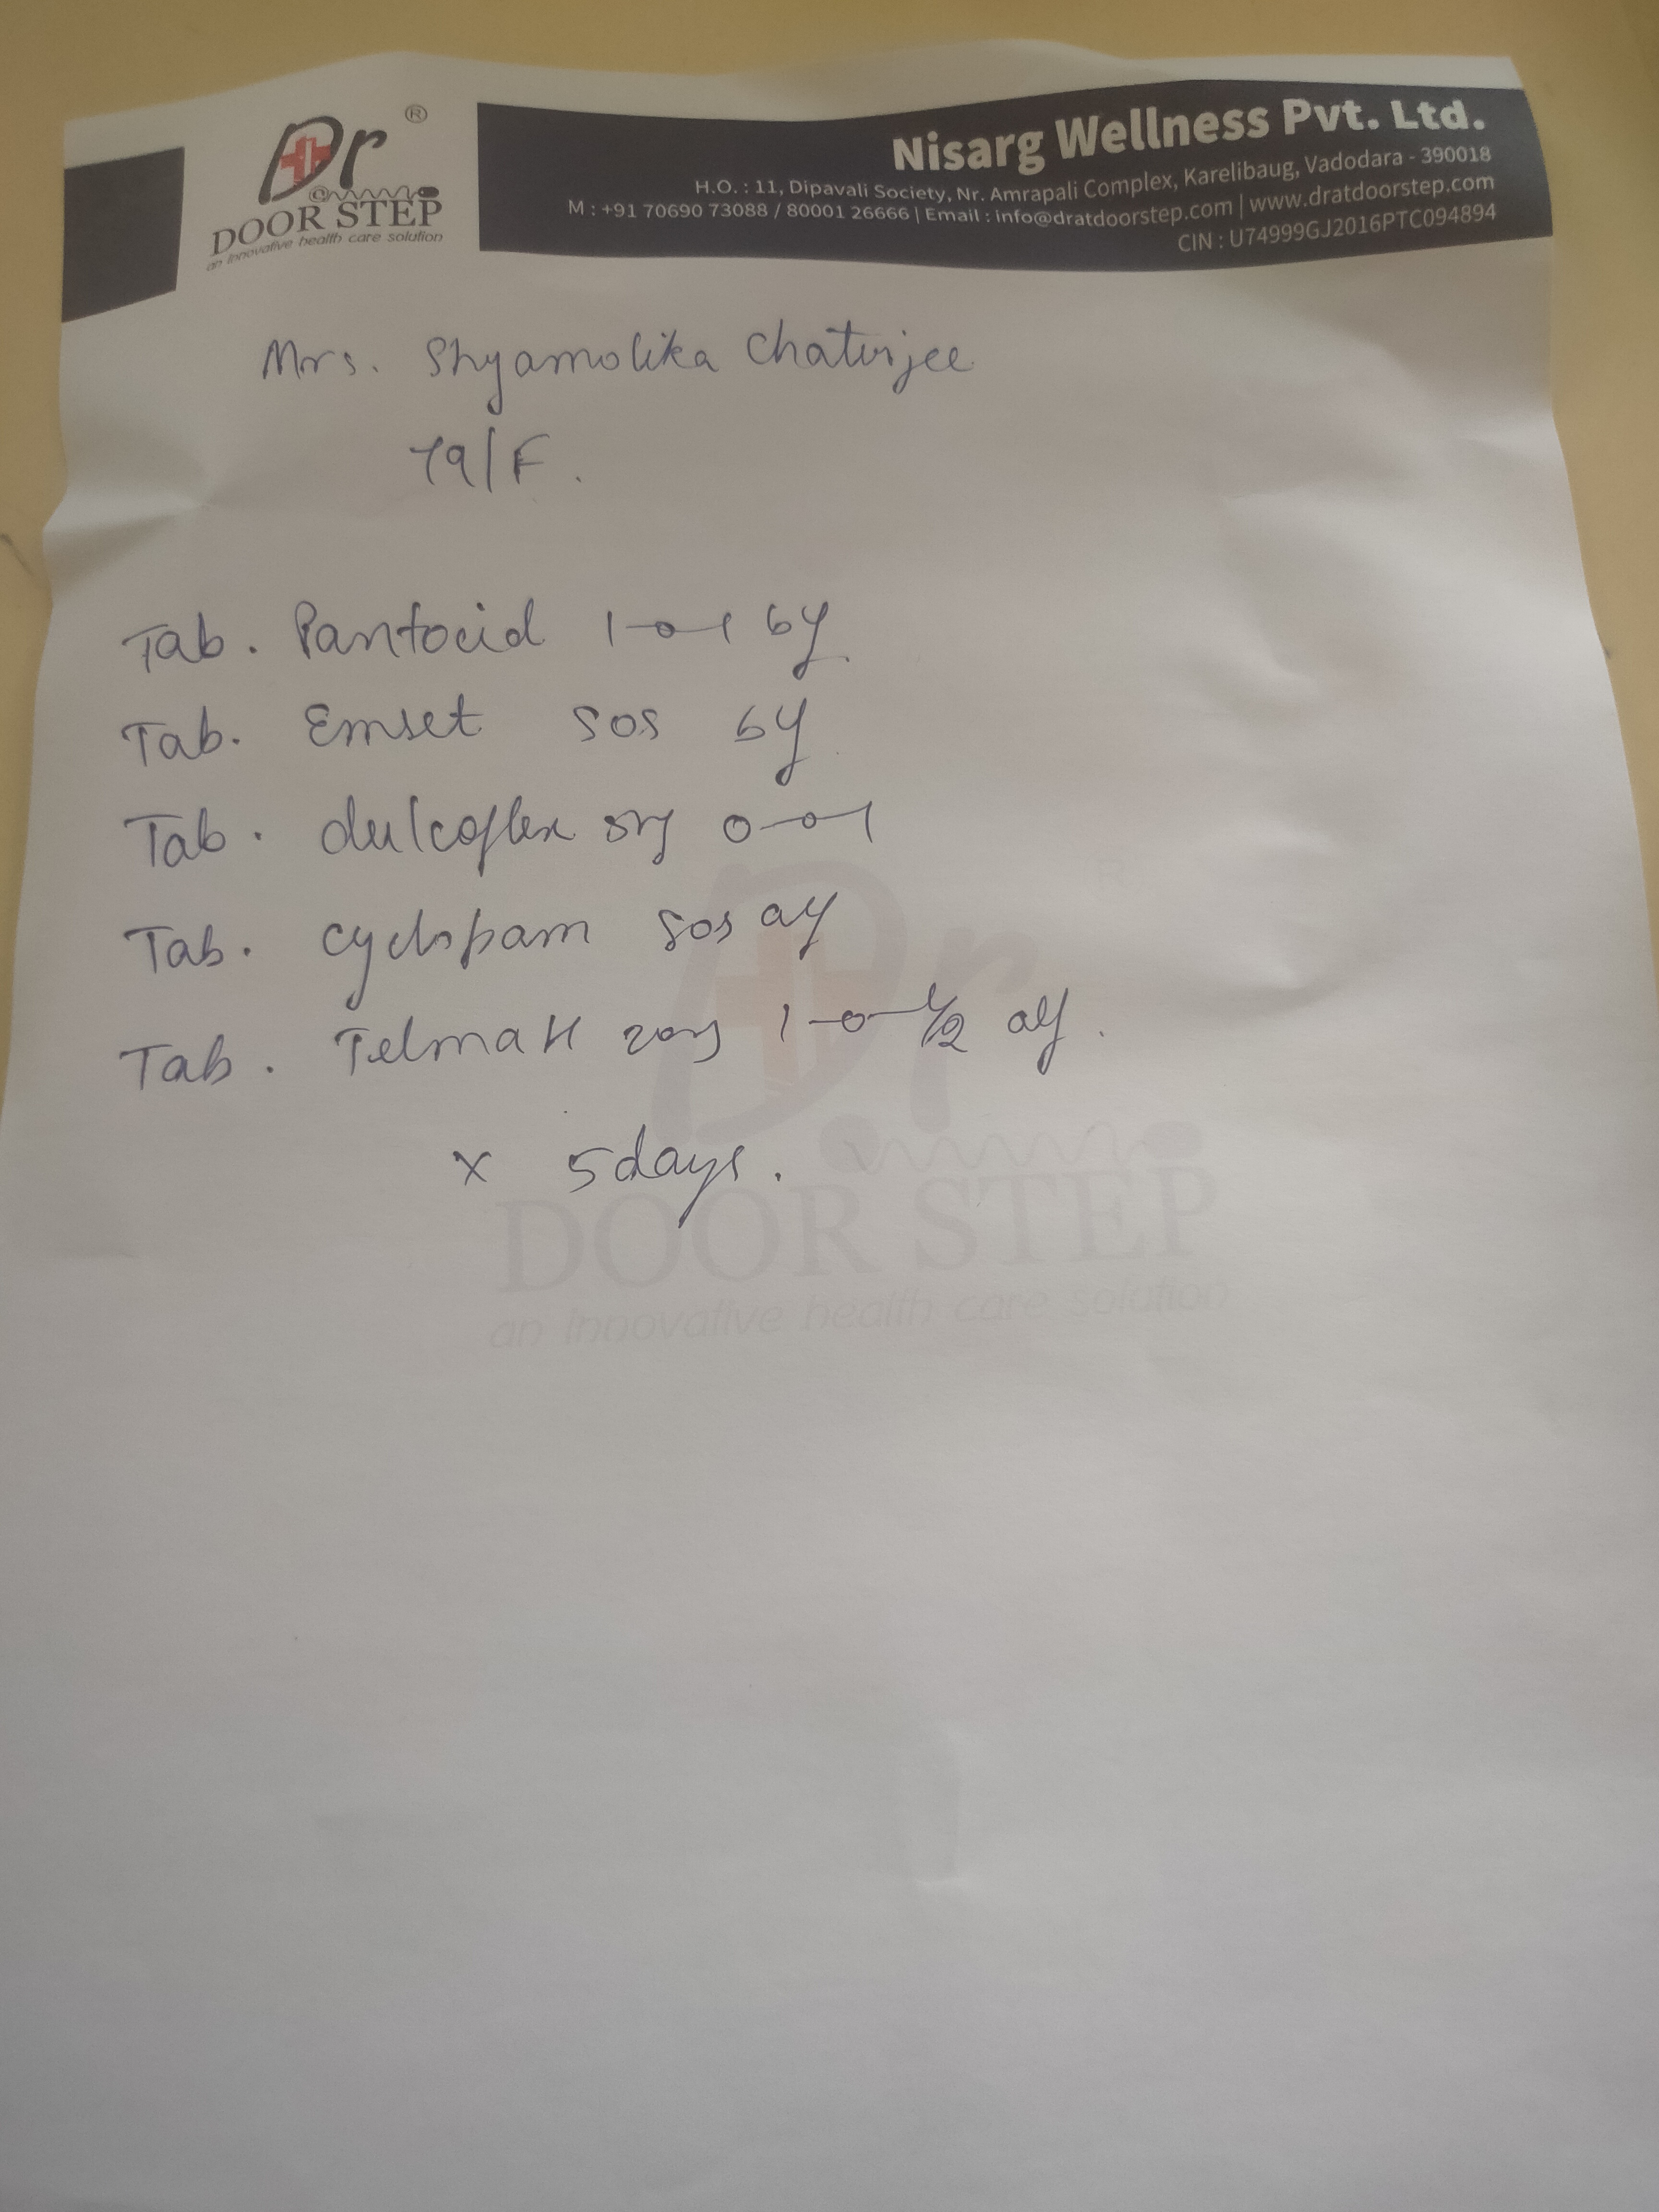 Dr ®
DOOR STEP
an innovative health care solution
Nisarg Wellness Pvt. Ltd.
H.O. : 11, Dipavali Society, Nr. Amrapali Complex, Karelibaug, Vadodara - 390018
M : +91 70690 73088 / 80001 26666 | Email : info@dratdoorstep.com | www.dratdoorstep.com
CIN : U74999GJ2016PTC094894
Mrs. Shyamolika Chaterjee
79/F.
Tab. Pantocid 1-0-1 bf
Tab. Emset sos bf
Tab. dulcoflex 5mg 0-0-1
Tab. cyclopam sos af
Tab. Telma H 20mg 1-0-1/2 af.
x 5 days.
Dr
DOOR STEP
an innovative health care solution